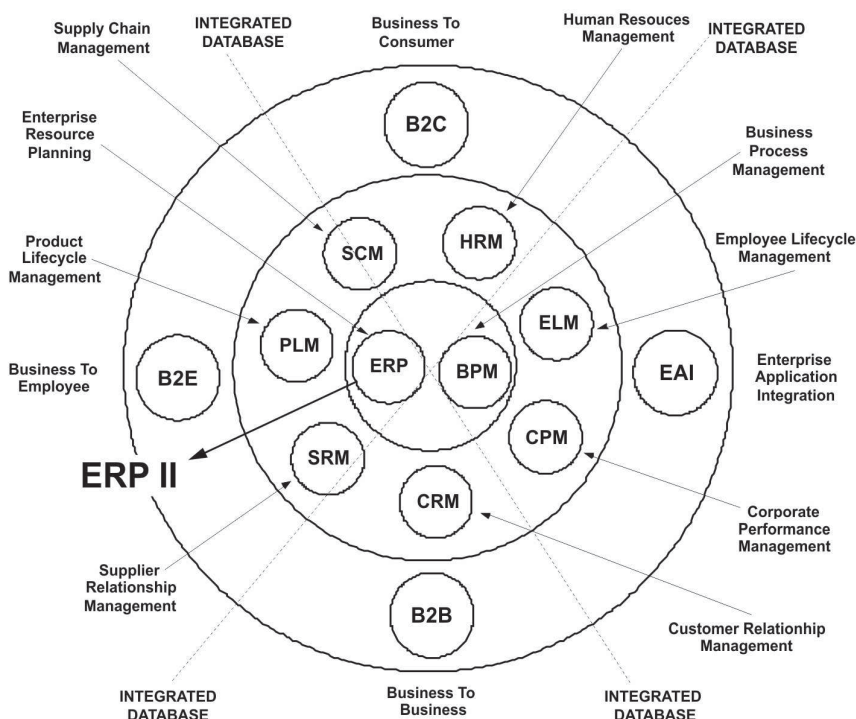 Supply Chain
Management
INTEGRATED
DATABASE
Business To
Consumer
Human Resouces
Management
INTEGRATED
DATABASE
Enterprise
Resource
Planning
B2C
Business
Process
Management
SCM
HRM
Product
Lifecycle
Management
Employee Lifecycle
Management
PLM
ELM
ERP
BPM
Business To
Employee
B2E
EAI
Enterprise
Application
Integration
ERP II
SRM
CPM
CRM
Corporate
Performance
Management
Supplier
Relationship
Management
B2B
Customer Relationhip
Management
INTEGRATED
DATABASE
Business To
Business
INTEGRATED
DATABASE